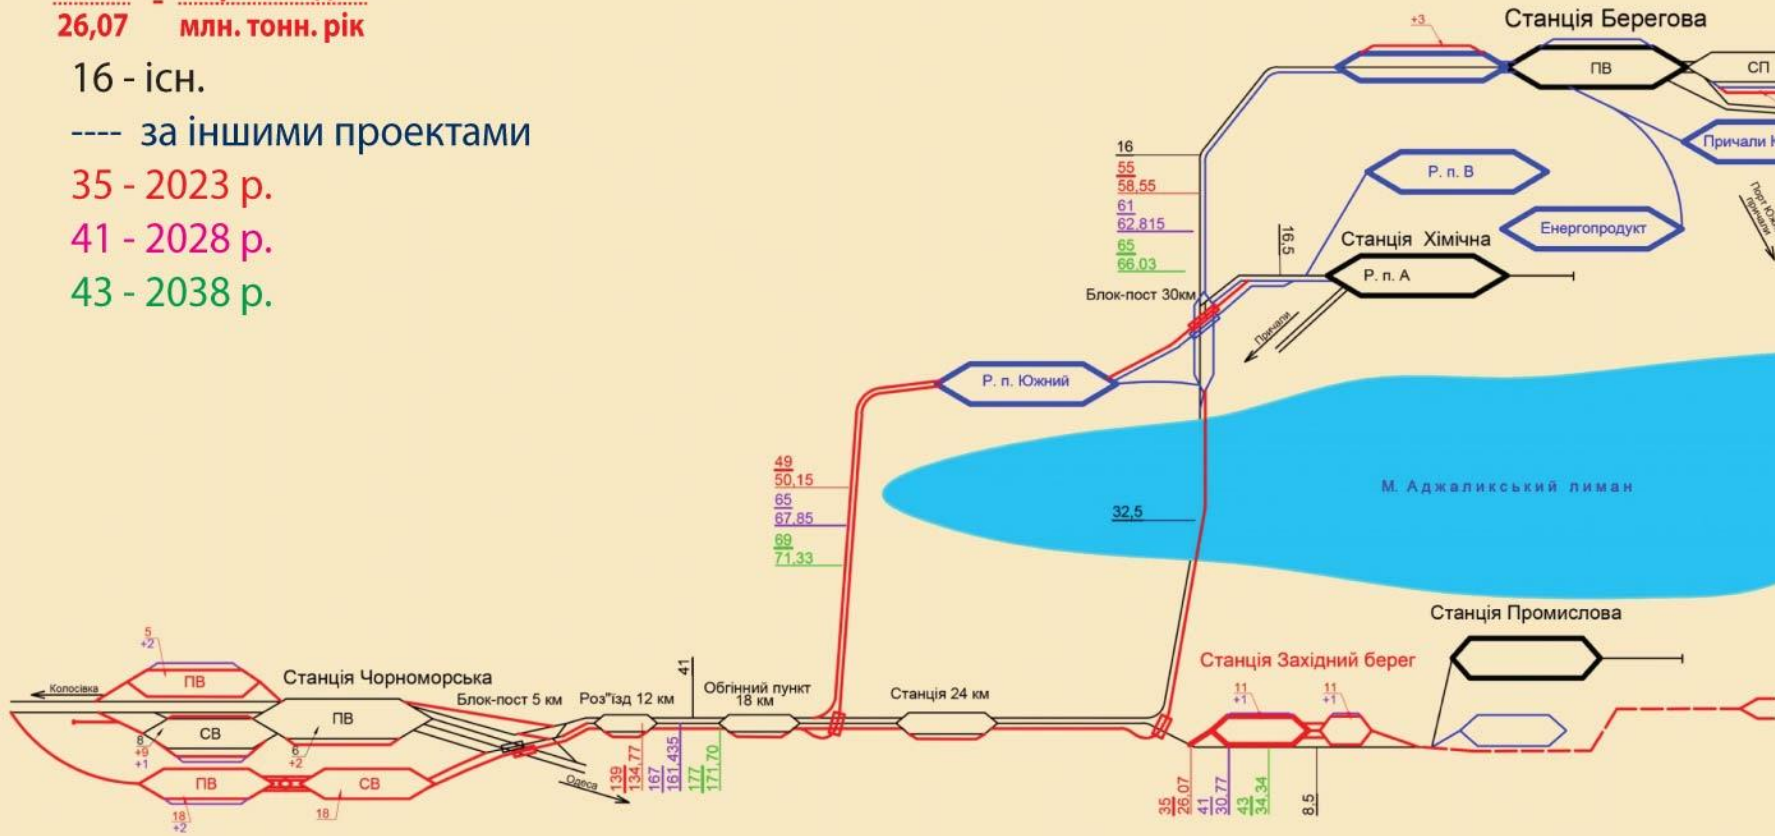 26,07 млн. тонн. рік
16 - існ.
---- за іншими проектами
35 - 2023 р.
41 - 2028 р.
43 - 2038 р.
+3
Станція Берегова
ПВ
СП
Причали
16
55
58,55
61
62,815
65
66,03
Р. п. В
Енергопродукт
16,5
Станція Хімічна
Р. п. А
Блок-пост 30км
Причали
Порт
причали
Р. п. Южний
49
50,15
65
67,85
69
71,33
М. Аджаликський лиман
32,5
Станція Промислова
Станція Західний берег
11
+1
11
+1
5
+2
ПВ
Колосівка
Станція Чорноморська
ПВ
СВ
8
+9
+1
6
+2
ПВ
СВ
18
+2
18
Блок-пост 5 км
Одеса
Роз"їзд 12 км
41
Обгінний пункт
18 км
Станція 24 км
139
134,77
167
161,435
177
171,70
35
26,07
41
30,77
43
34,34
8,5